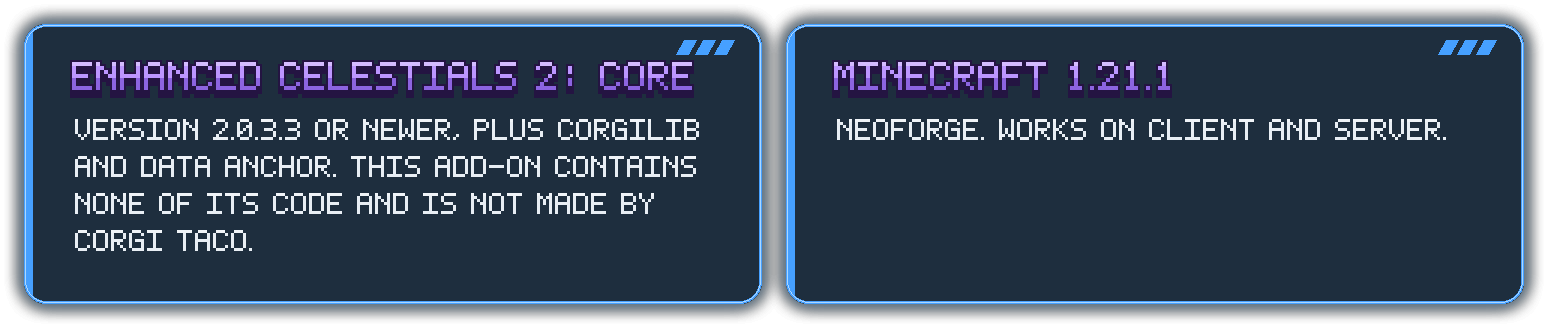 ENHANCED CELESTIALS 2: CORE
VERSION 2.0.3.3 OR NEWER, PLUS CORGILIB
AND DATA ANCHOR. THIS ADD-ON CONTAINS
NONE OF ITS CODE AND IS NOT MADE BY
CORGI TACO.
MINECRAFT 1.21.1
NEOFORGE. WORKS ON CLIENT AND SERVER.